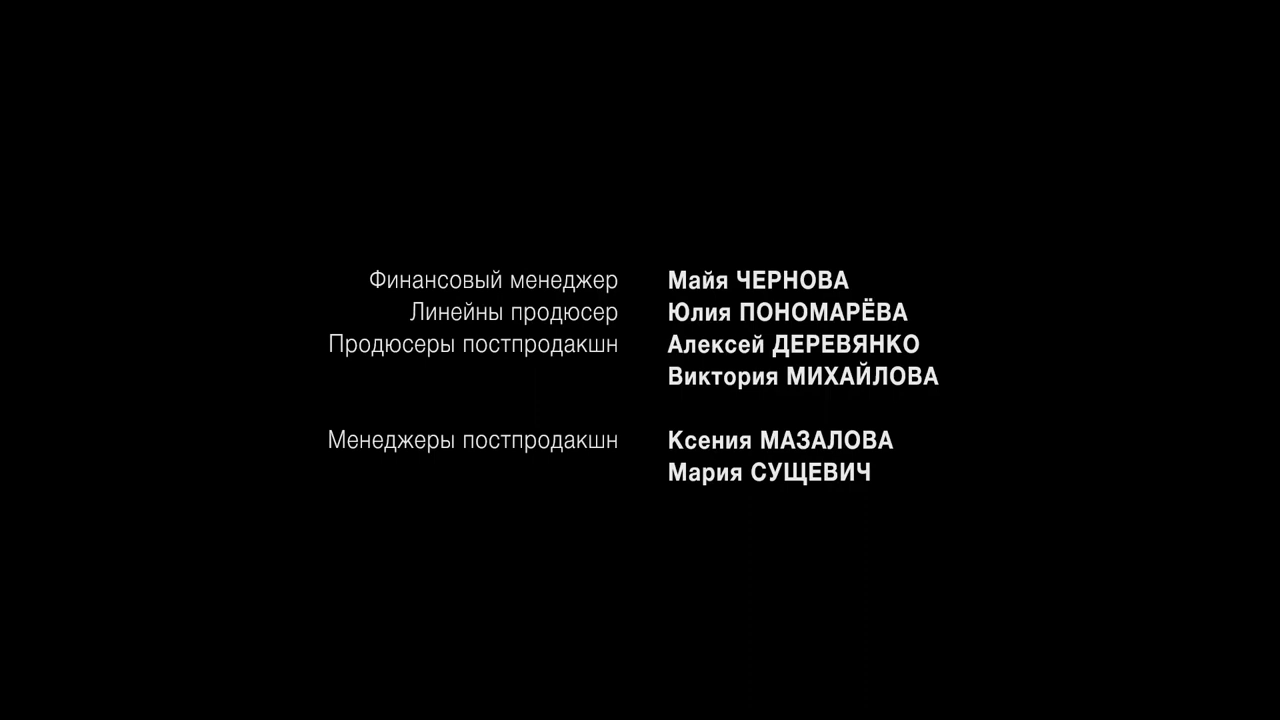 Финансовый менеджер Майя ЧЕРНОВА
Линейны продюсер Юлия ПОНОМАРЁВА
Продюсеры постпродакшн Алексей ДЕРЕВЯНКО
Виктория МИХАЙЛОВА
Менеджеры постпродакшн Ксения МАЗАЛОВА
Мария СУЩЕВИЧ